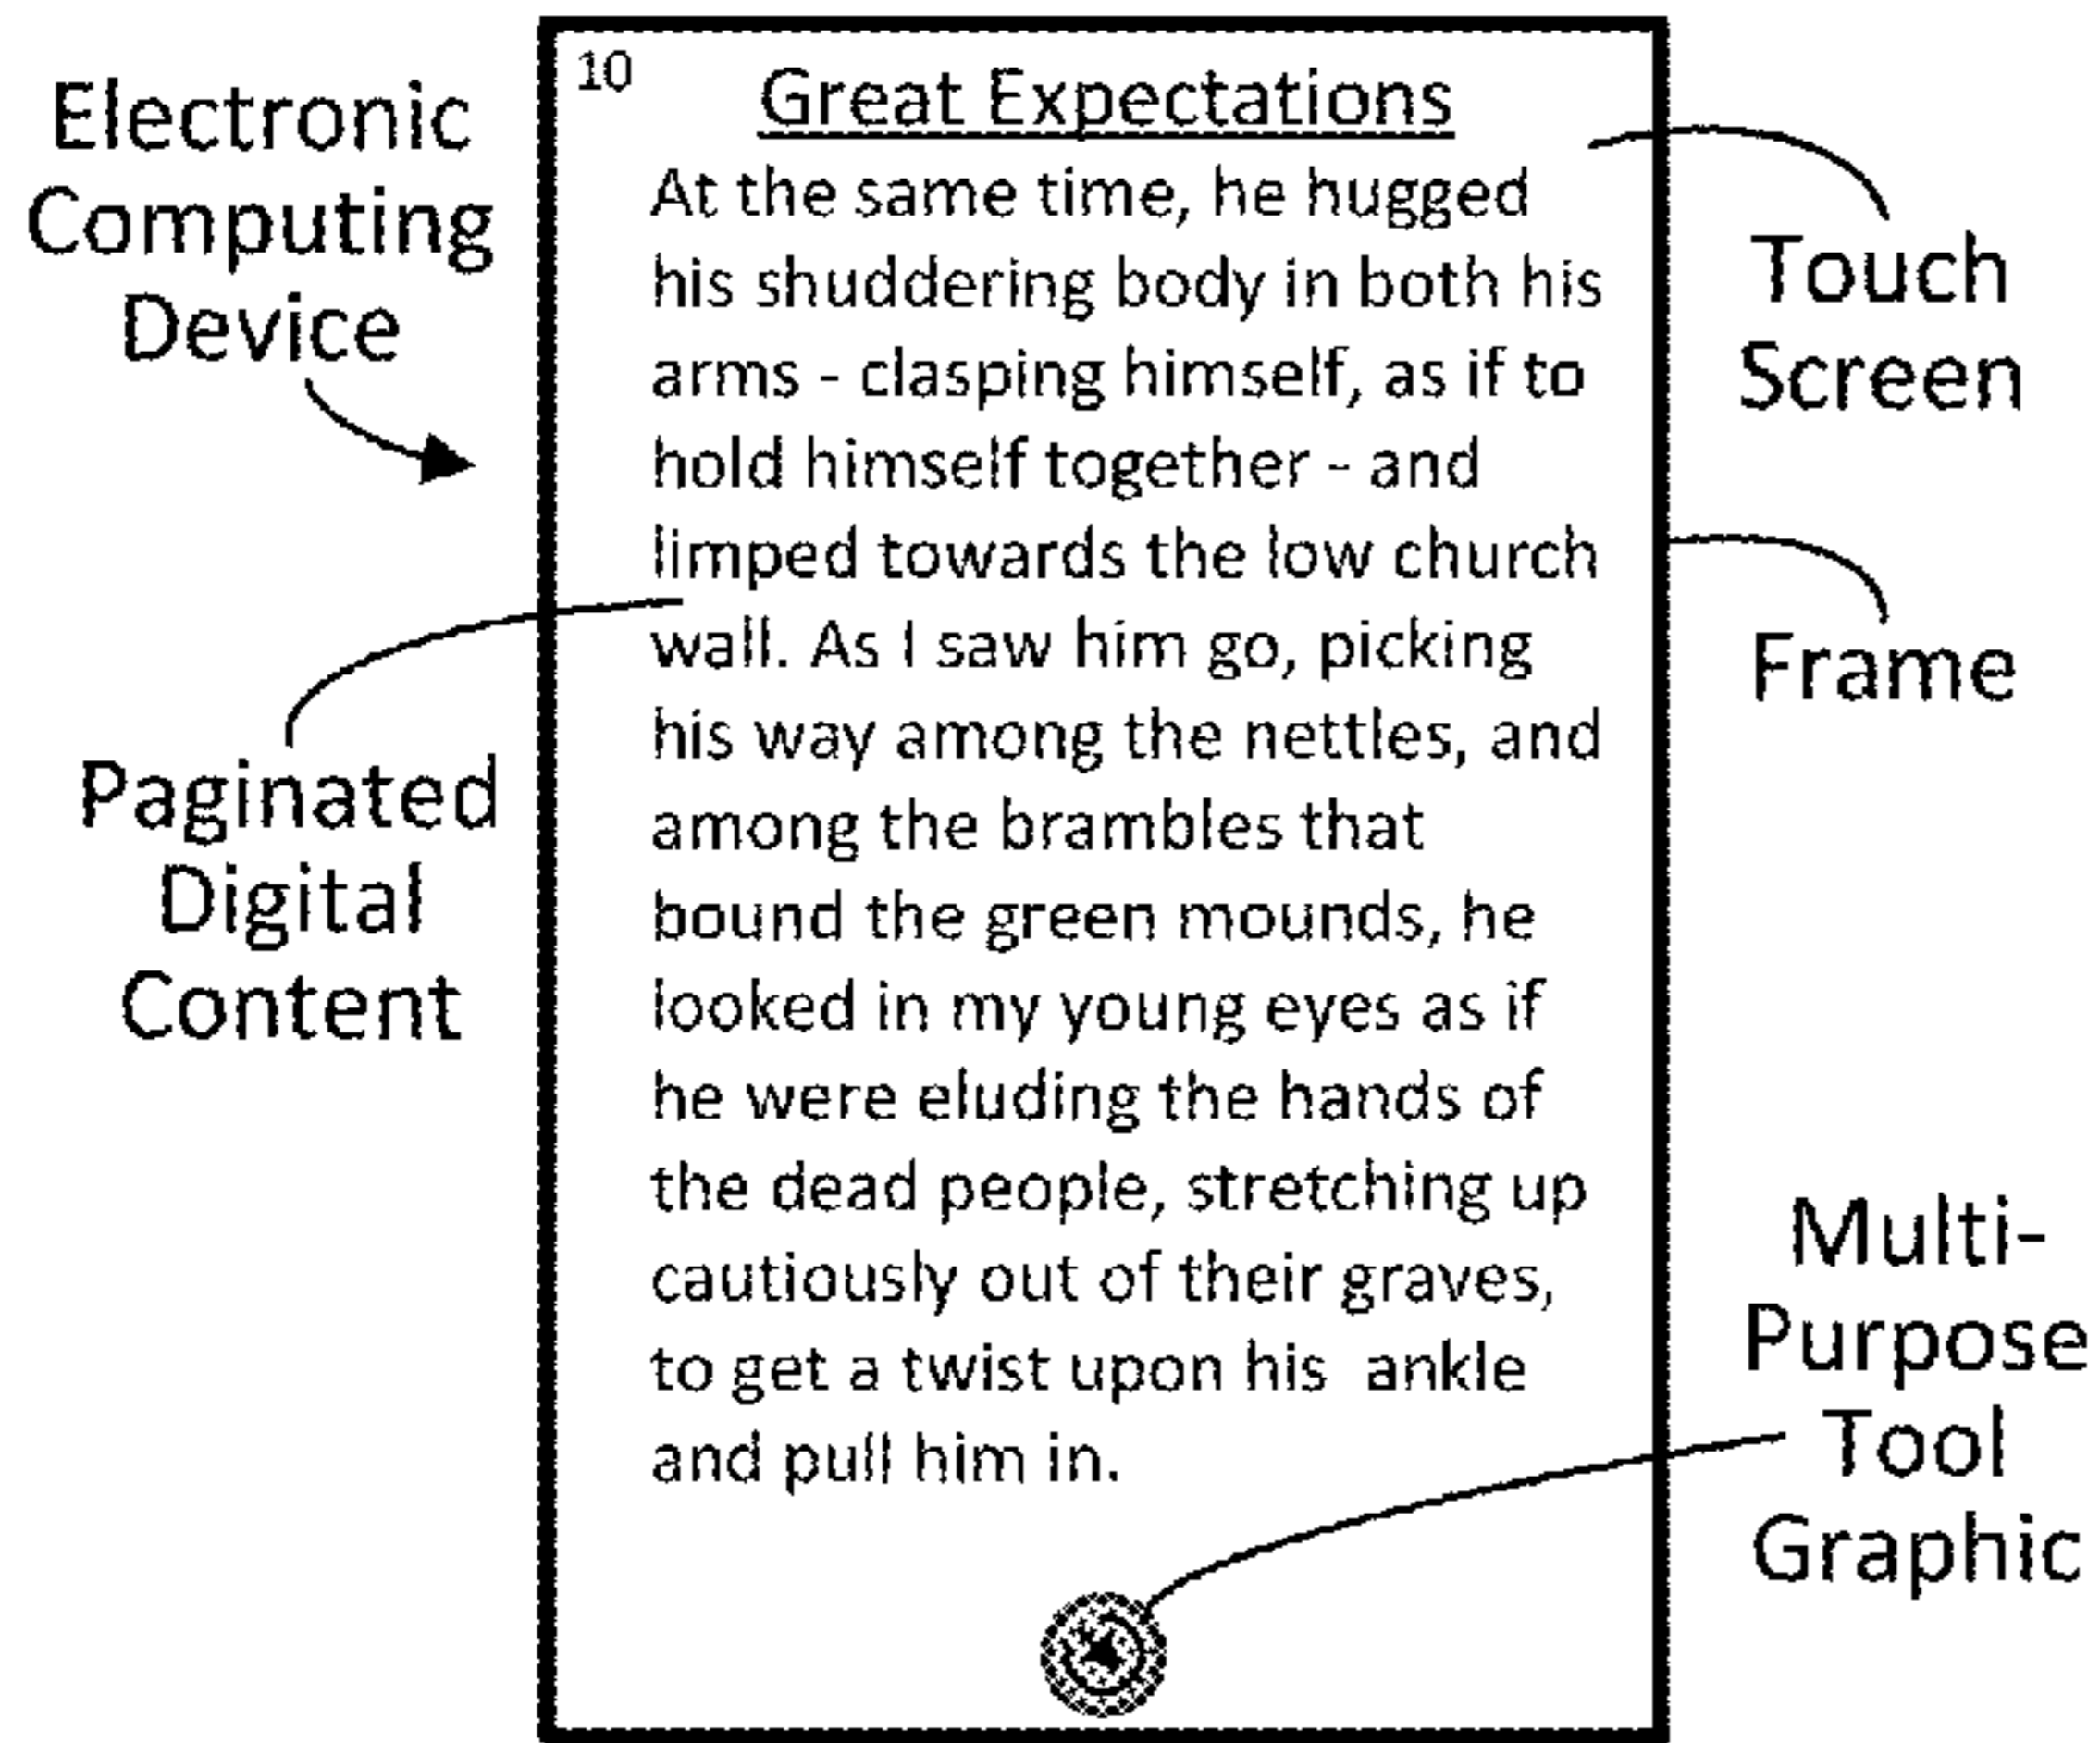 Electronic
Computing
Device
Paginated
Digital
Content
10
Great Expectations
At the same time, he hugged
his shuddering body in both his
arms - clasping himself, as if to
hold himself together - and
limped towards the low church
wall. As I saw him go, picking
his way among the nettles, and
among the brambles that
bound the green mounds, he
looked in my young eyes as if
he were eluding the hands of
the dead people, stretching up
cautiously out of their graves,
to get a twist upon his  ankle
and pull him in.
Touch
Screen
Frame
Multi-
Purpose
Tool
Graphic